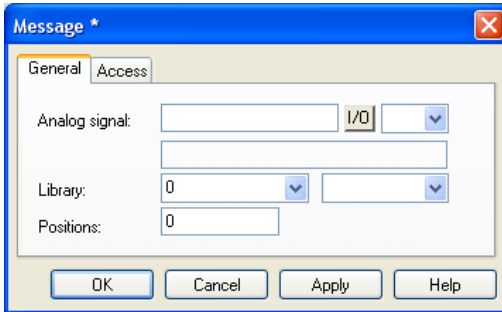 Message *
General Access
Analog signal: I/O
Library: 0
Positions: 0
OK Cancel Apply Help